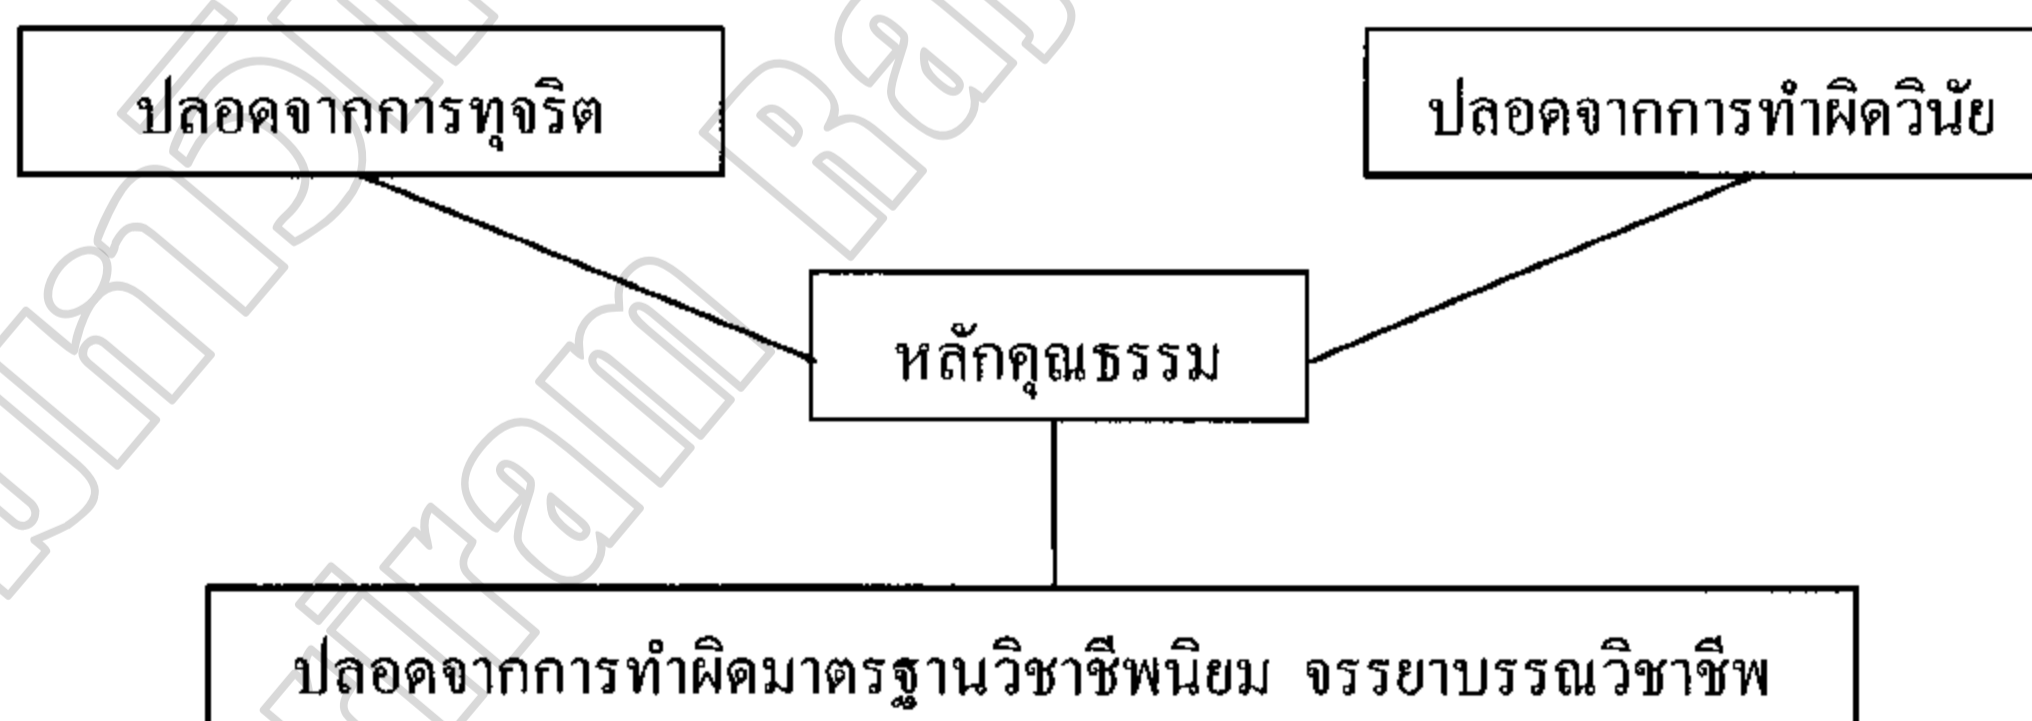 ปลอดจากการทุจริต
ปลอดจากการทำผิดวินัย
หลักคุณธรรม
ปลอดจากการทำผิดมาตรฐานวิชาชีพนิยม จรรยาบรรณวิชาชีพ